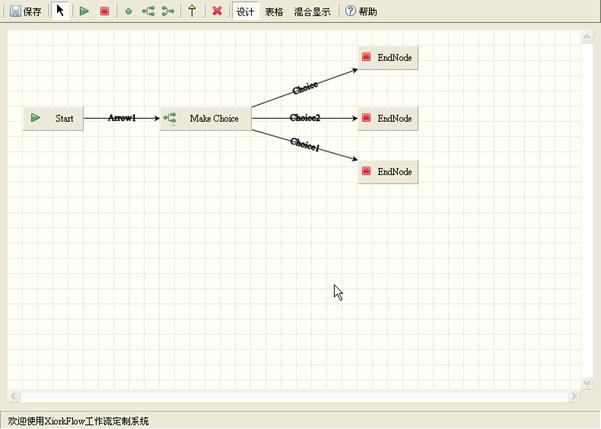 保存 设计 表格 混合显示 帮助
EndNode
Choice
Start Arrow1 Make Choice Choice2 EndNode
Choice1
EndNode
欢迎使用XiorkFlow工作流定制系统